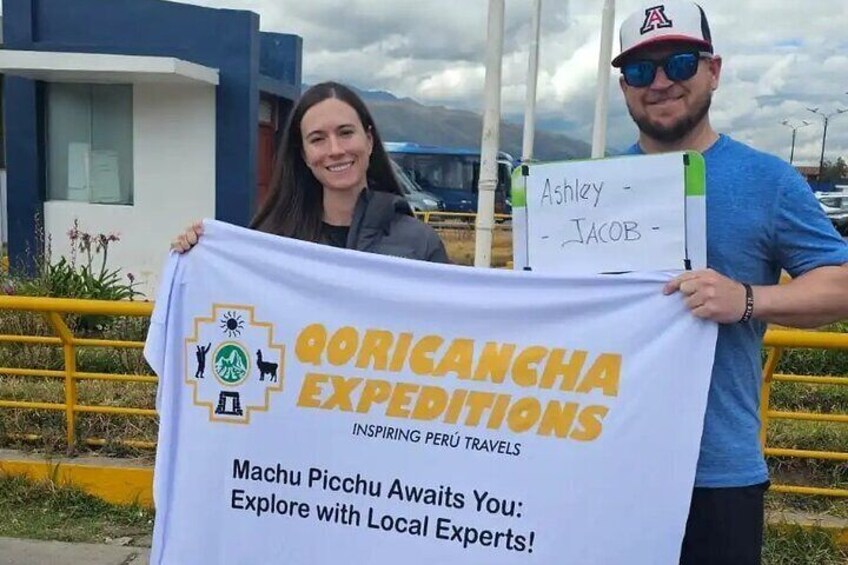 A
Ashley -
- JACOB -
QORICANCHA
EXPEDITIONS
INSPIRING PERÚ TRAVELS
Machu Picchu Awaits You:
Explore with Local Experts!